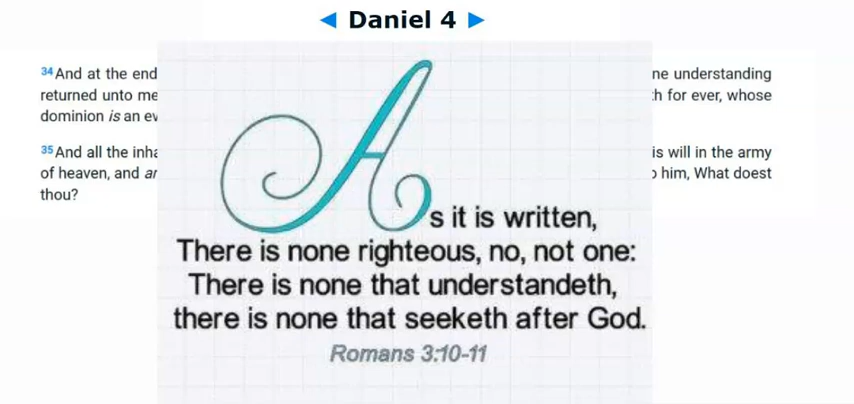 ◄ Daniel 4 ►
34 And at the end ne understanding
returned unto me h for ever, whose
dominion is an ev
35 And all the inha is will in the army
of heaven, and ar o him, What doest
thou?
As it is written,
There is none righteous, no, not one:
There is none that understandeth,
there is none that seeketh after God.
Romans 3:10-11